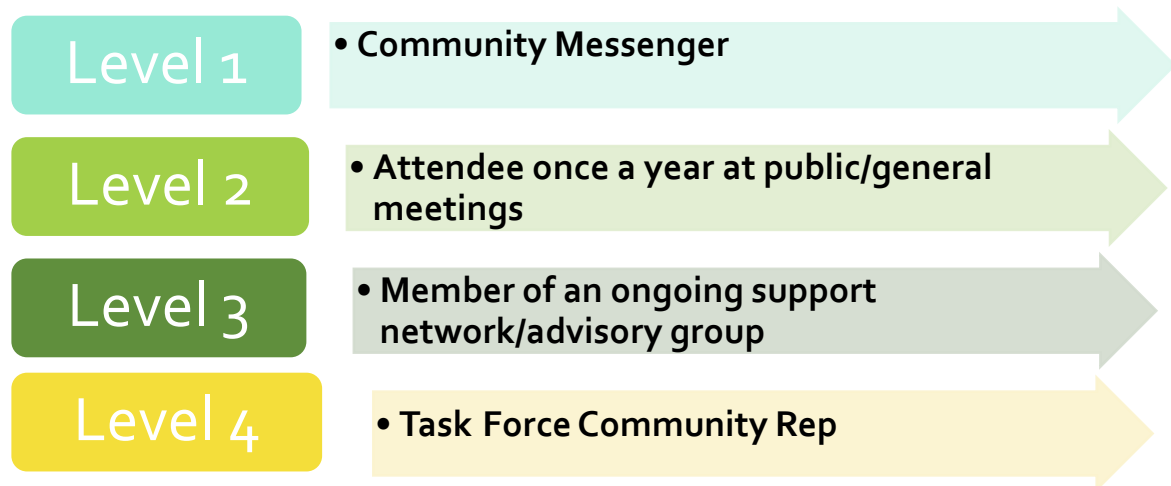 Level 1
• Community Messenger
Level 2
• Attendee once a year at public/general
meetings
Level 3
• Member of an ongoing support
network/advisory group
Level 4
• Task Force Community Rep